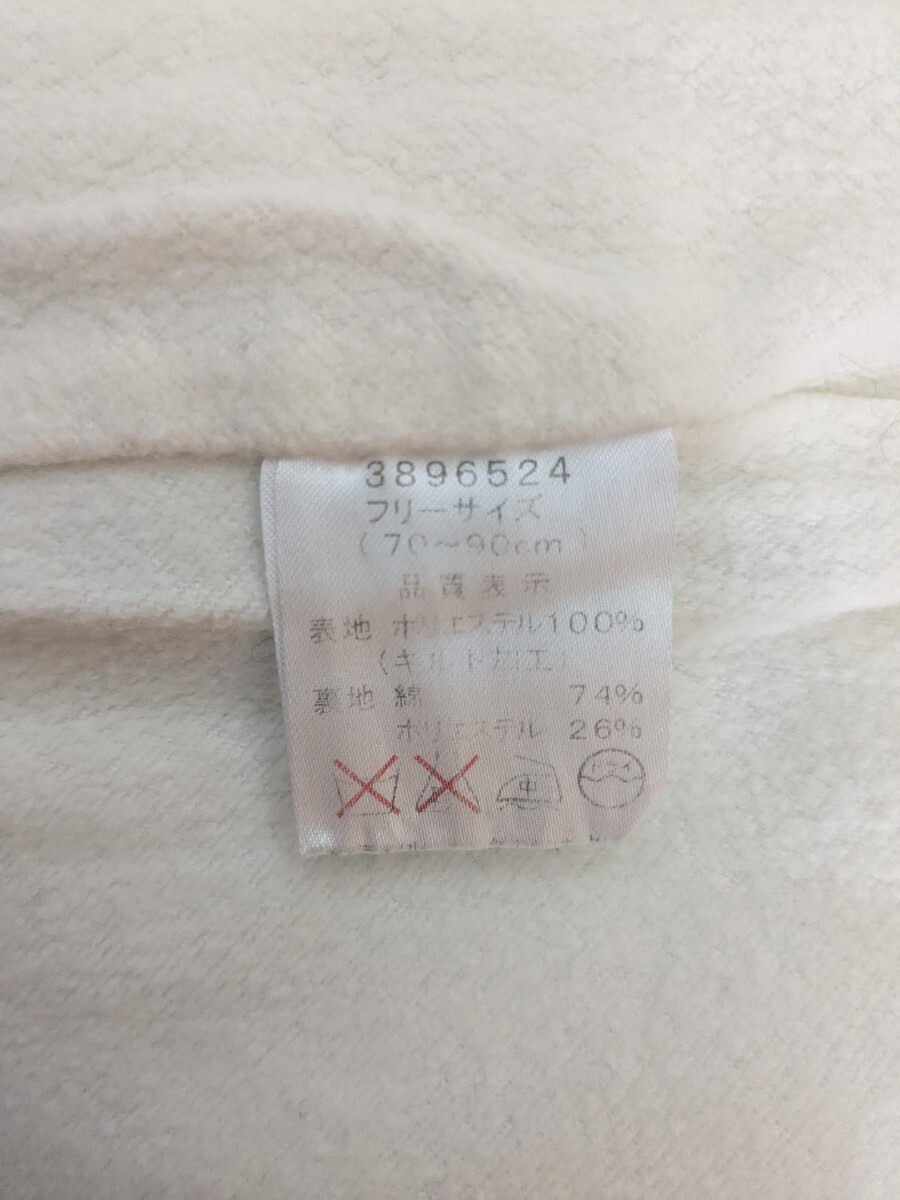 3896524
フリーサイズ
(70～90cm)
品質表示
表地 ポリエステル100%
(キルト加工)
裏地 綿 74%
ポリエステル 26%
中